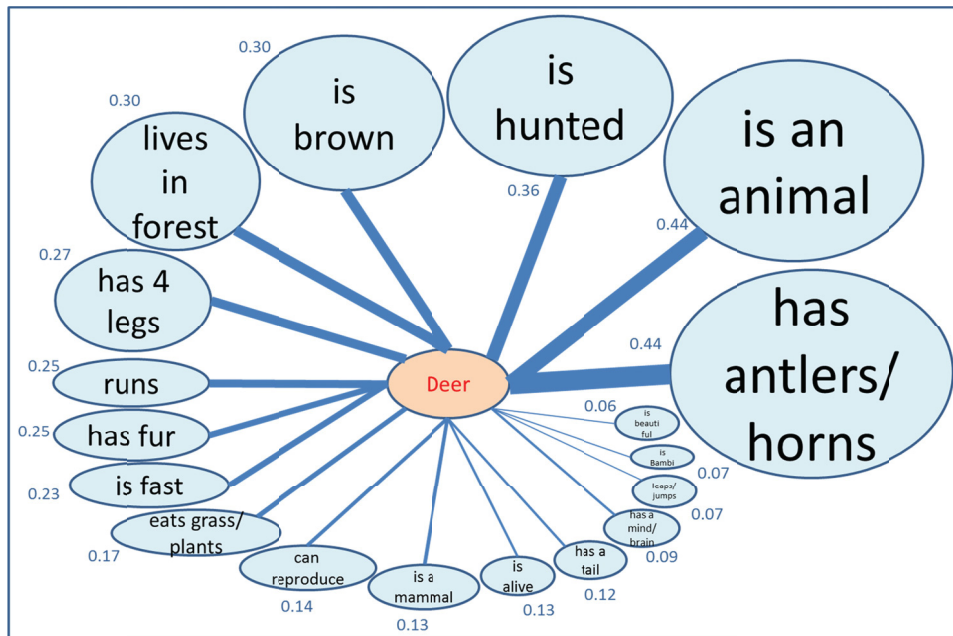 0.30
is
brown
is
hunted
0.36
is an
animal
0.44
has
antlers/
horns
0.44
0.30
lives
in
forest
0.27
has 4
legs
0.25
runs
0.25
has fur
0.23
is fast
0.17
eats grass/
plants
can
reproduce
0.14
is a
mammal
0.13
is
alive
0.13
has a
tail
0.12
has a
mind/
brain
0.09
jumps
0.07
is
Bambi
0.07
is
beauti
ful
0.06
Deer